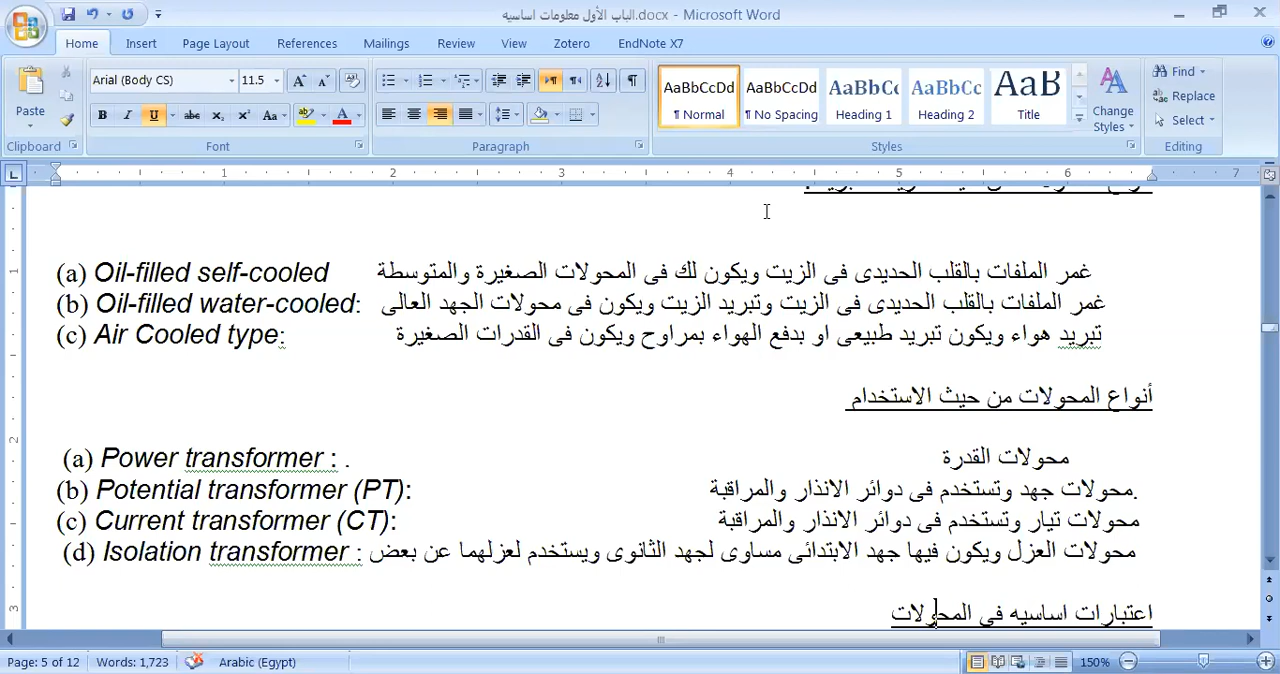 الباب الأول معلومات اساسيه.docx - Microsoft Word
Home Insert Page Layout References Mailings Review View Zotero EndNote X7
Paste
Arial (Body CS) 11.5
AaBbCcDd AaBbCcDd AaBbCc AaBbCc AaB
¶ Normal ¶ No Spacing Heading 1 Heading 2 Title
Change Styles
Find
Replace
Select
Clipboard Font Paragraph Styles Editing
1 2 3 4 5 6 7
(a) Oil-filled self-cooled غمر الملفات بالقلب الحديدى فى الزيت ويكون لك فى المحولات الصغيرة والمتوسطة
(b) Oil-filled water-cooled: غمر الملفات بالقلب الحديدى فى الزيت وتبريد الزيت ويكون فى محولات الجهد العالى
(c) Air Cooled type: تبريد هواء ويكون تبريد طبيعى او بدفع الهواء بمراوح ويكون فى القدرات الصغيرة
أنواع المحولات من حيث الاستخدام
(a) Power transformer : . محولات القدرة
(b) Potential transformer (PT): محولات جهد وتستخدم فى دوائر الانذار والمراقبة.
(c) Current transformer (CT): محولات تيار وتستخدم فى دوائر الانذار والمراقبة
(d) Isolation transformer : محولات العزل ويكون فيها جهد الابتدائى مساوى لجهد الثانوى ويستخدم لعزلهما عن بعض
اعتبارات اساسيه فى المحولات
Page: 5 of 12 Words: 1,723 Arabic (Egypt) 150%